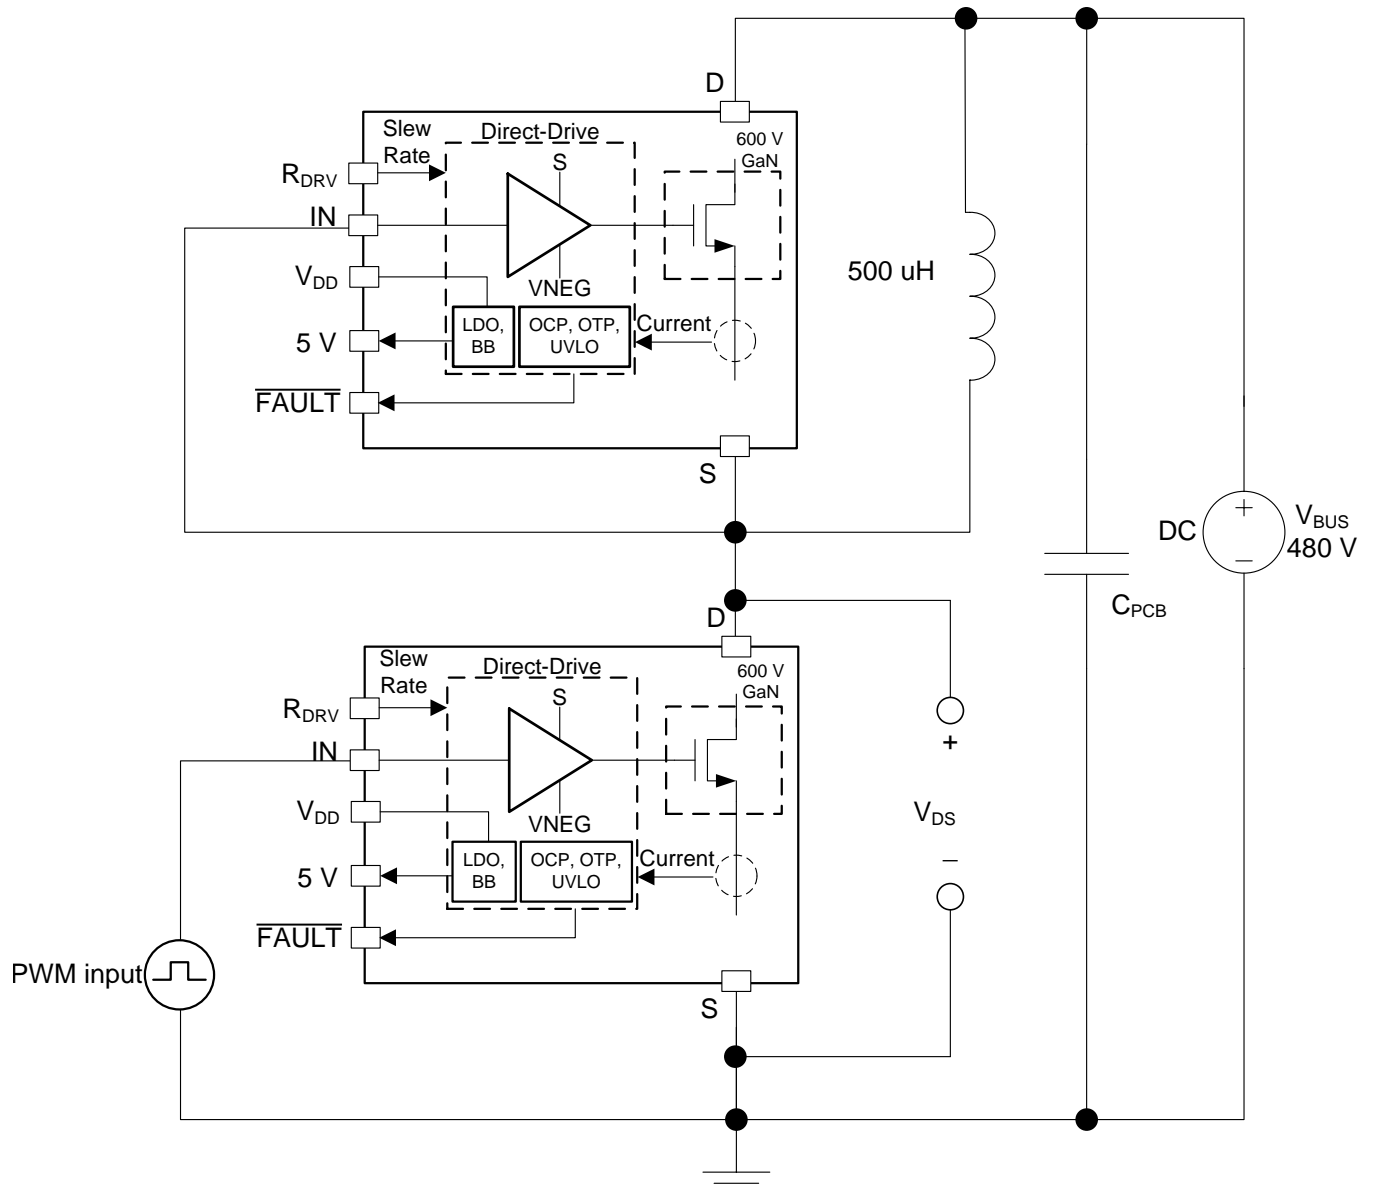 D
Slew
Rate
Direct-Drive
600 V
GaN
S
RDRV
IN
VDD
VNEG
LDO,
BB
OCP, OTP,
UVLO
Current
5 V
FAULT
S
500 uH
DC
+
–
VBUS
480 V
CPCB
D
Slew
Rate
Direct-Drive
600 V
GaN
S
RDRV
IN
VDD
VNEG
LDO,
BB
OCP, OTP,
UVLO
Current
5 V
FAULT
S
+
VDS
–
PWM input